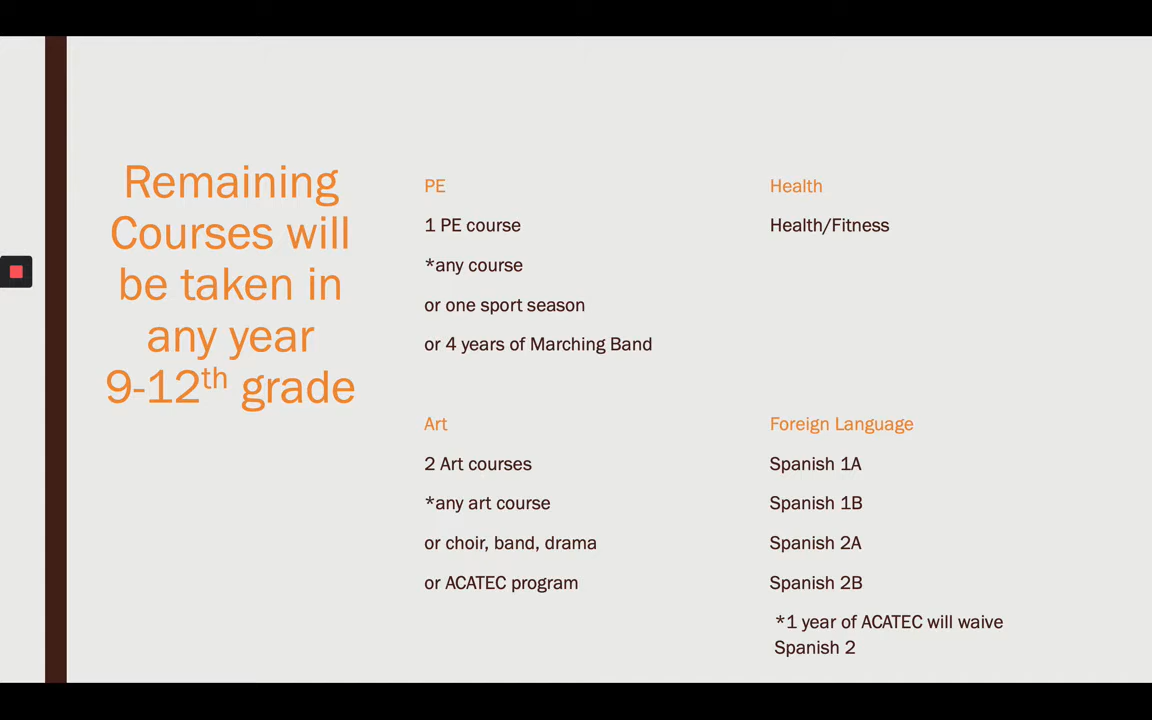 Remaining
Courses will
be taken in
any year
9-12th grade
PE
1 PE course
*any course
or one sport season
or 4 years of Marching Band
Health
Health/Fitness
Art
2 Art courses
*any art course
or choir, band, drama
or ACATEC program
Foreign Language
Spanish 1A
Spanish 1B
Spanish 2A
Spanish 2B
*1 year of ACATEC will waive
Spanish 2